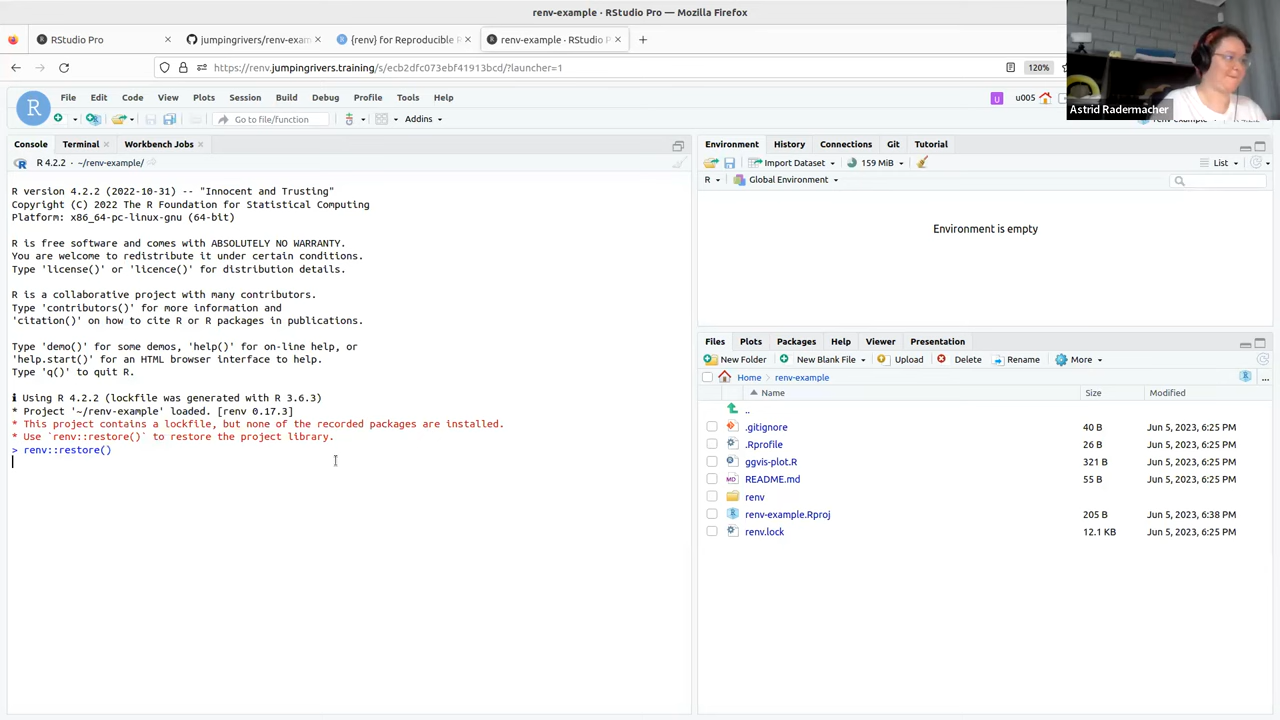 renv-example · RStudio Pro — Mozilla Firefox
RStudio Pro
jumpingrivers/renv-exam
{renv} for Reproducible
renv-example · RStudio P
https://renv.jumpingrivers.training/s/ecb2dfc073ebf41913bcd/?launcher=1
120%
Astrid Radermacher
R
File Edit Code View Plots Session Build Debug Profile Tools Help
U u005
Go to file/function
Addins
Console Terminal Workbench Jobs
R 4.2.2 · ~/renv-example/
R version 4.2.2 (2022-10-31) -- "Innocent and Trusting"
Copyright (C) 2022 The R Foundation for Statistical Computing
Platform: x86_64-pc-linux-gnu (64-bit)
R is free software and comes with ABSOLUTELY NO WARRANTY.
You are welcome to redistribute it under certain conditions.
Type 'license()' or 'licence()' for distribution details.
R is a collaborative project with many contributors.
Type 'contributors()' for more information and
'citation()' on how to cite R or R packages in publications.
Type 'demo()' for some demos, 'help()' for on-line help, or
'help.start()' for an HTML browser interface to help.
Type 'q()' to quit R.
ℹ Using R 4.2.2 (lockfile was generated with R 3.6.3)
* Project '~/renv-example' loaded. [renv 0.17.3]
* This project contains a lockfile, but none of the recorded packages are installed.
* Use `renv::restore()` to restore the project library.
> renv::restore()
Environment History Connections Git Tutorial
Import Dataset 159 MiB List
R Global Environment
Environment is empty
Files Plots Packages Help Viewer Presentation
New Folder New Blank File Upload Delete Rename More
Home renv-example
Name Size Modified
..
.gitignore 40 B Jun 5, 2023, 6:25 PM
.Rprofile 26 B Jun 5, 2023, 6:25 PM
ggvis-plot.R 321 B Jun 5, 2023, 6:25 PM
README.md 55 B Jun 5, 2023, 6:25 PM
renv
renv-example.Rproj 205 B Jun 5, 2023, 6:38 PM
renv.lock 12.1 KB Jun 5, 2023, 6:25 PM